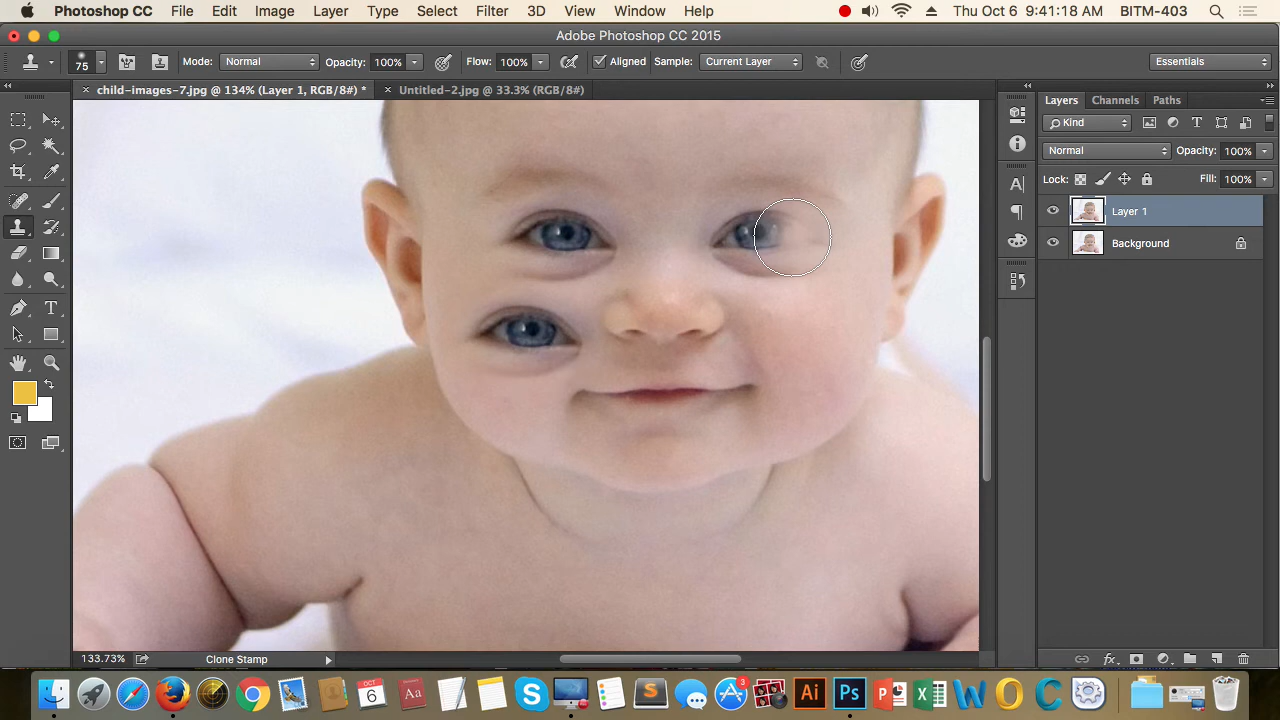 Photoshop CC File Edit Image Layer Type Select Filter 3D View Window Help Thu Oct 6 9:41:18 AM BITM-403
Adobe Photoshop CC 2015
75 Mode: Normal Opacity: 100% Flow: 100% Aligned Sample: Current Layer Essentials
child-images-7.jpg @ 134% (Layer 1, RGB/8#) * Untitled-2.jpg @ 33.3% (RGB/8#)
Layers Channels Paths
Kind
Normal Opacity: 100%
Lock: Fill: 100%
Layer 1
Background
133.73% Clone Stamp
OCT
6
3